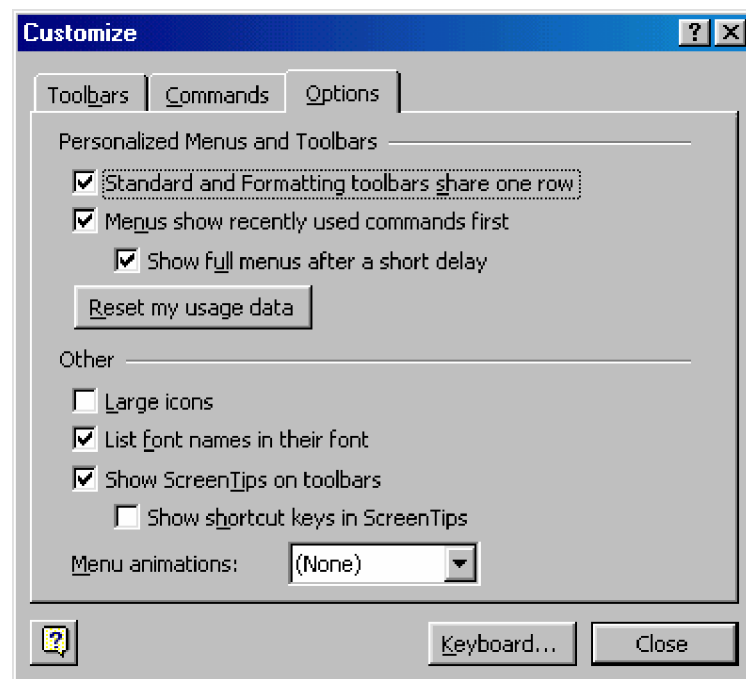 Customize
Toolbars Commands Options
Personalized Menus and Toolbars
Standard and Formatting toolbars share one row
Menus show recently used commands first
Show full menus after a short delay
Reset my usage data
Other
Large icons
List font names in their font
Show ScreenTips on toolbars
Show shortcut keys in ScreenTips
Menu animations: (None)
Keyboard... Close